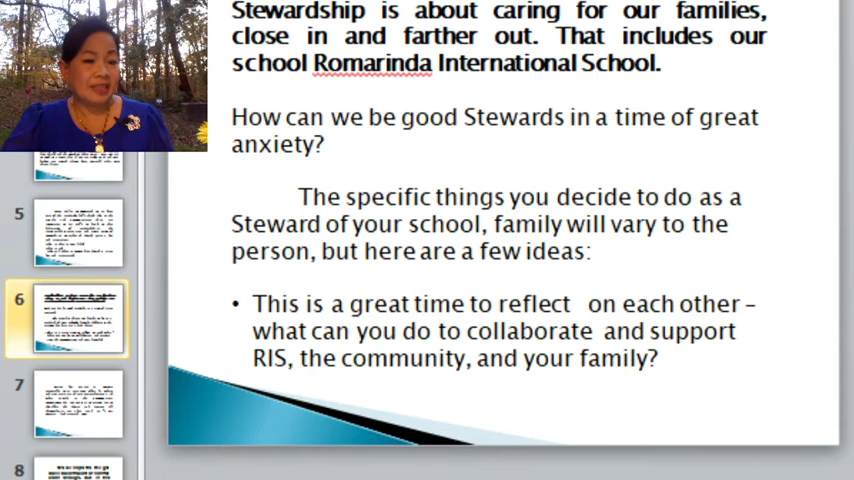 Stewardship is about caring for our families,
close in and farther out. That includes our
school Romarinda International School.
How can we be good Stewards in a time of great
anxiety?
The specific things you decide to do as a
Steward of your school, family will vary to the
person, but here are a few ideas:
• This is a great time to reflect on each other –
what can you do to collaborate and support
RIS, the community, and your family?
5
6
7
8